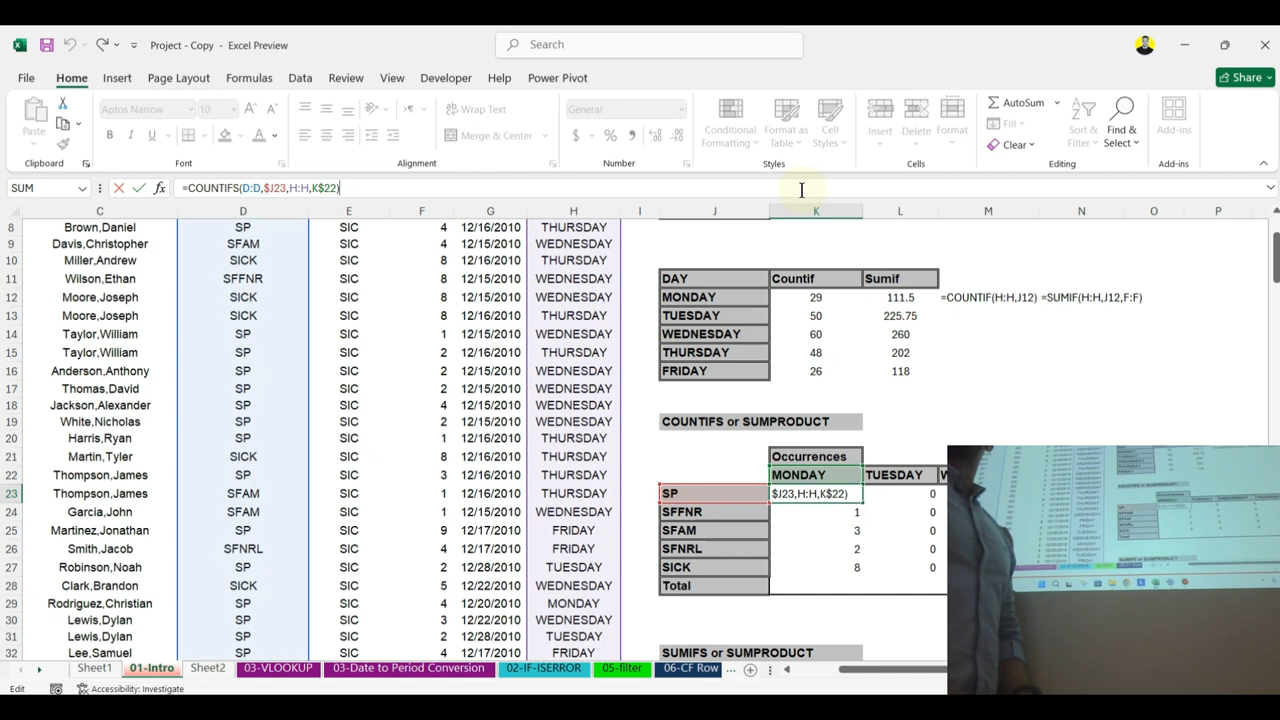 Project - Copy - Excel Preview
Search
File Home Insert Page Layout Formulas Data Review View Developer Help Power Pivot
Share
Paste
Aptos Narrow 10
B I U
Wrap Text
Merge & Center
General
Conditional Formatting
Format as Table
Cell Styles
Insert Delete Format
AutoSum
Fill
Clear
Sort & Filter
Find & Select
Add-ins
Clipboard Font Alignment Number Styles Cells Editing Add-ins
SUM =COUNTIFS(D:D,$J23,H:H,K$22)
C D E F G H I J K L M N O P
8 Brown,Daniel SP SIC 4 12/16/2010 THURSDAY
9 Davis,Christopher SFAM SIC 4 12/15/2010 WEDNESDAY
10 Miller,Andrew SICK SIC 8 12/16/2010 THURSDAY
11 Wilson,Ethan SFFNR SIC 8 12/15/2010 WEDNESDAY DAY Countif Sumif
12 Moore,Joseph SICK SIC 8 12/15/2010 WEDNESDAY MONDAY 29 111.5 =COUNTIF(H:H,J12) =SUMIF(H:H,J12,F:F)
13 Moore,Joseph SICK SIC 8 12/16/2010 THURSDAY TUESDAY 50 225.75
14 Taylor,William SP SIC 1 12/15/2010 WEDNESDAY WEDNESDAY 60 260
15 Taylor,William SP SIC 2 12/16/2010 THURSDAY THURSDAY 48 202
16 Anderson,Anthony SP SIC 2 12/15/2010 WEDNESDAY FRIDAY 26 118
17 Thomas,David SP SIC 2 12/15/2010 WEDNESDAY
18 Jackson,Alexander SP SIC 4 12/15/2010 WEDNESDAY
19 White,Nicholas SP SIC 2 12/15/2010 WEDNESDAY COUNTIFS or SUMPRODUCT
20 Harris,Ryan SP SIC 1 12/16/2010 THURSDAY
21 Martin,Tyler SICK SIC 8 12/16/2010 THURSDAY Occurrences
22 Thompson,James SP SIC 3 12/16/2010 THURSDAY MONDAY TUESDAY W
23 Thompson,James SFAM SIC 1 12/16/2010 THURSDAY SP $J23,H:H,K$22) 0
24 Garcia,John SFAM SIC 1 12/15/2010 WEDNESDAY SFFNR 1 0
25 Martinez,Jonathan SP SIC 9 12/17/2010 FRIDAY SFAM 3 0
26 Smith,Jacob SFNRL SIC 4 12/17/2010 FRIDAY SFNRL 2 0
27 Robinson,Noah SP SIC 2 12/28/2010 TUESDAY SICK 8 0
28 Clark,Brandon SICK SIC 5 12/22/2010 WEDNESDAY Total
29 Rodriguez,Christian SP SIC 4 12/20/2010 MONDAY
30 Lewis,Dylan SP SIC 3 12/22/2010 WEDNESDAY
31 Lewis,Dylan SP SIC 2 12/28/2010 TUESDAY
32 Lee,Samuel SP SIC 4 12/17/2010 FRIDAY SUMIFS or SUMPRODUCT
Sheet1 01-Intro Sheet2 03-VLOOKUP 03-Date to Period Conversion 02-IF-ISERROR 05-filter 06-CF Row ...
Edit Accessibility: Investigate